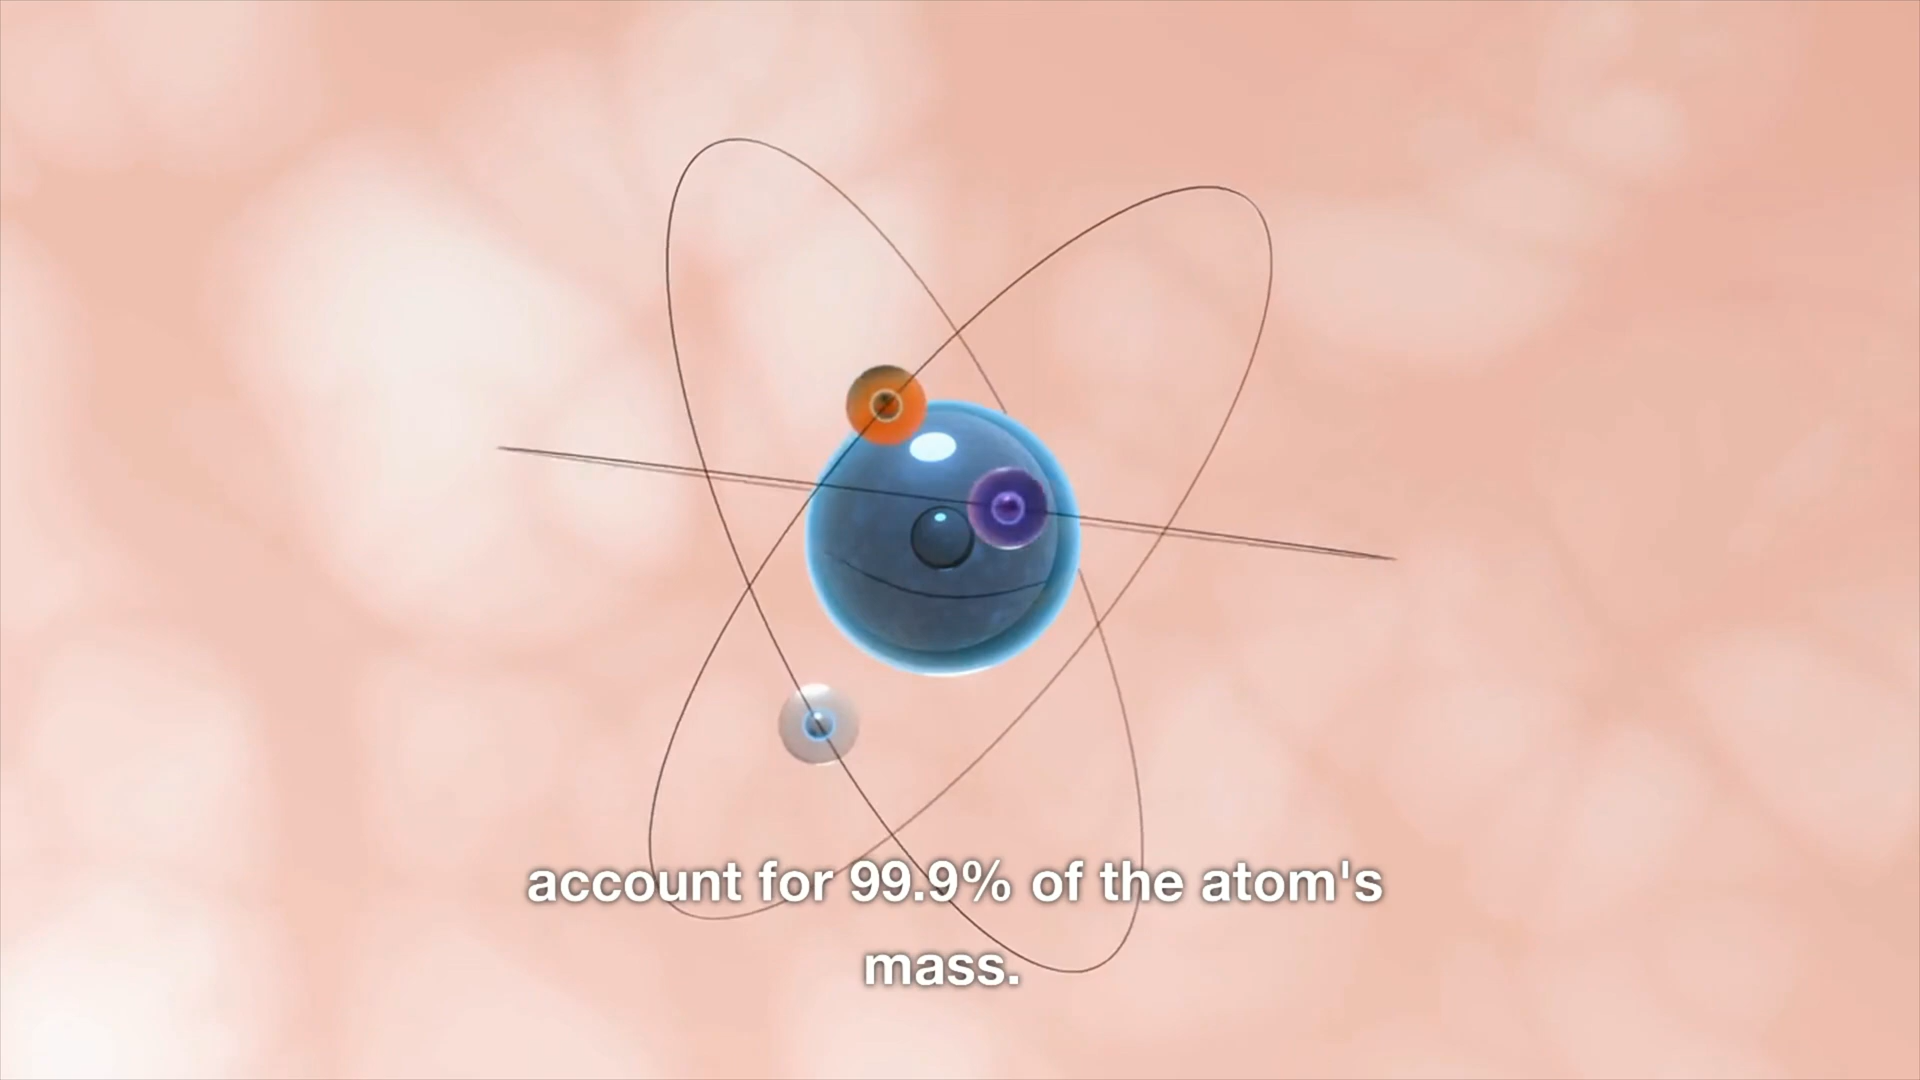 account for 99.9% of the atom's
mass.